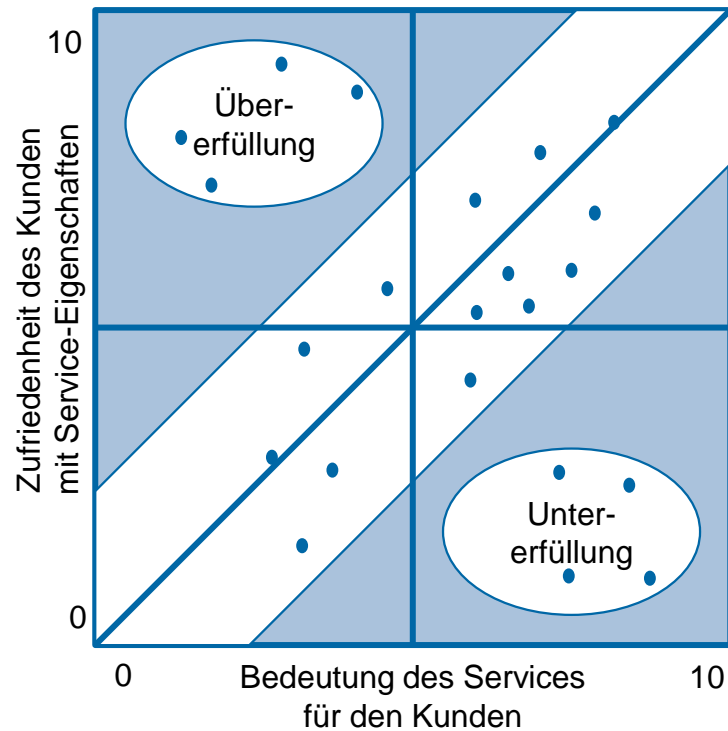 10
Zufriedenheit des Kunden
mit Service-Eigenschaften
Über-
erfüllung
Unter-
erfüllung
0
0
Bedeutung des Services
für den Kunden
10